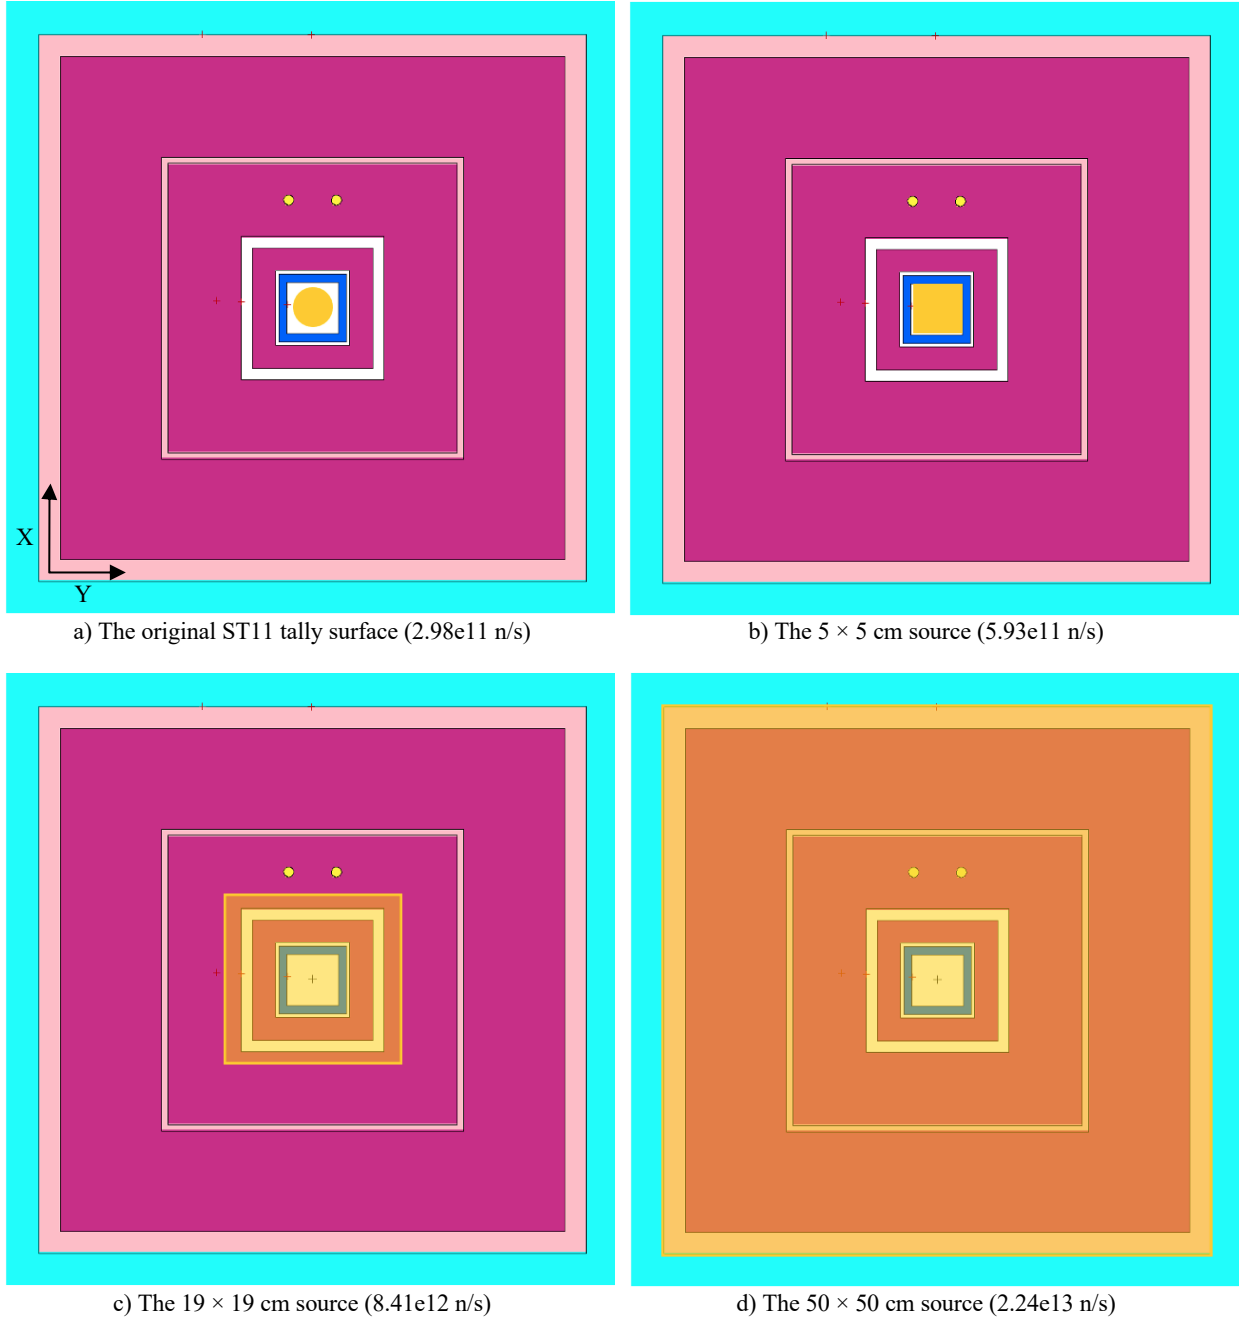 X
Y
a) The original ST11 tally surface (2.98e11 n/s)
b) The 5 × 5 cm source (5.93e11 n/s)
c) The 19 × 19 cm source (8.41e12 n/s)
d) The 50 × 50 cm source (2.24e13 n/s)